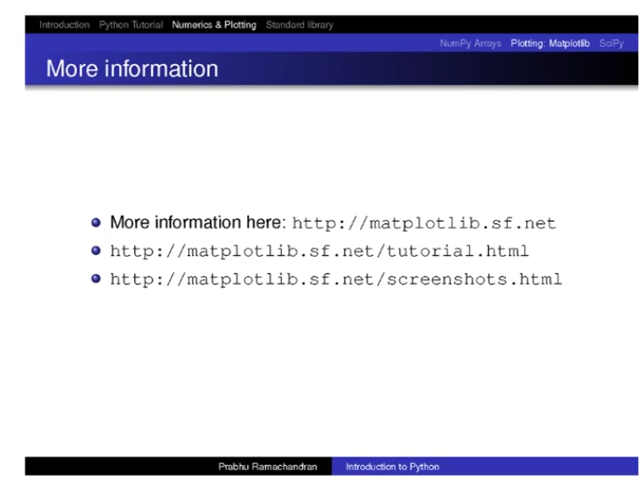 Introduction Python Tutorial Numerics & Plotting Standard library
NumPy Arrays Plotting: Matplotlib SciPy
More information
More information here: http://matplotlib.sf.net
http://matplotlib.sf.net/tutorial.html
http://matplotlib.sf.net/screenshots.html
Prabhu Ramachandran Introduction to Python